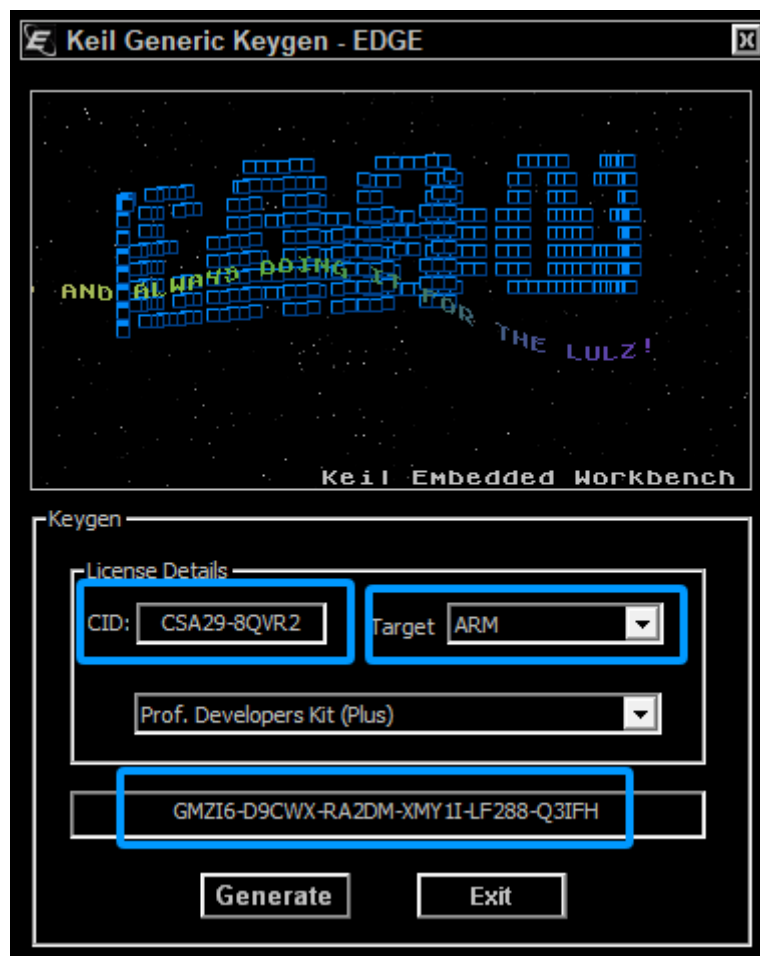 Keil Generic Keygen - EDGE
AND ALWAYS DOING IT FOR THE LULZ!
Keil Embedded Workbench
Keygen
License Details
CID: CSA29-8QVR2 Target ARM
Prof. Developers Kit (Plus)
GMZI6-D9CWX-RA2DM-XMY1I-LF288-Q3IFH
Generate Exit